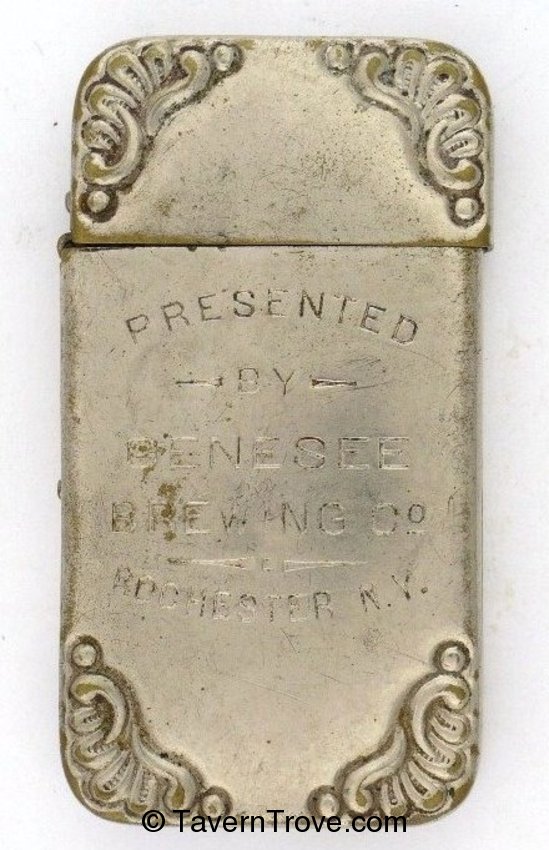 PRESENTED
BY
GENESEE
BREWING Co
ROCHESTER N.Y.
© TavernTrove.com